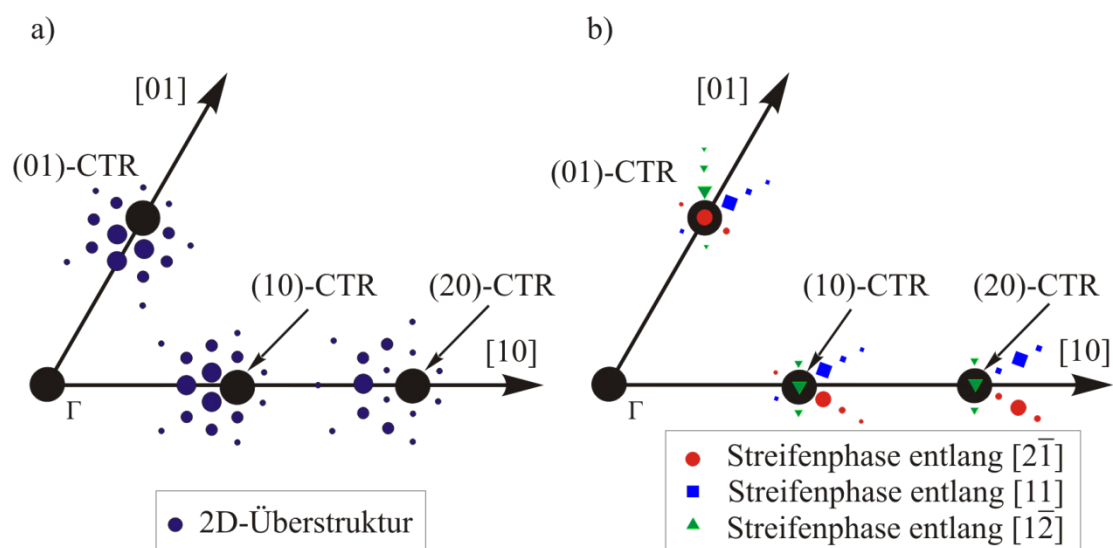 a)
[01]
(01)-CTR
(10)-CTR
(20)-CTR
[10]
Γ
2D-Überstruktur
b)
[01]
(01)-CTR
(10)-CTR
(20)-CTR
[10]
Γ
Streifenphase entlang [21̅]
Streifenphase entlang [11]
Streifenphase entlang [12̅]